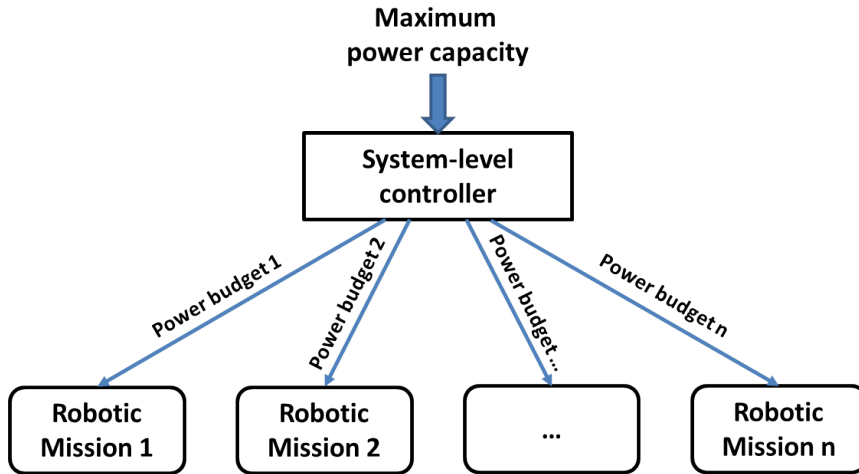 Maximum
power capacity
System-level
controller
Power budget 1
Power budget 2
Power budget ...
Power budget n
Robotic
Mission 1
Robotic
Mission 2
...
Robotic
Mission n